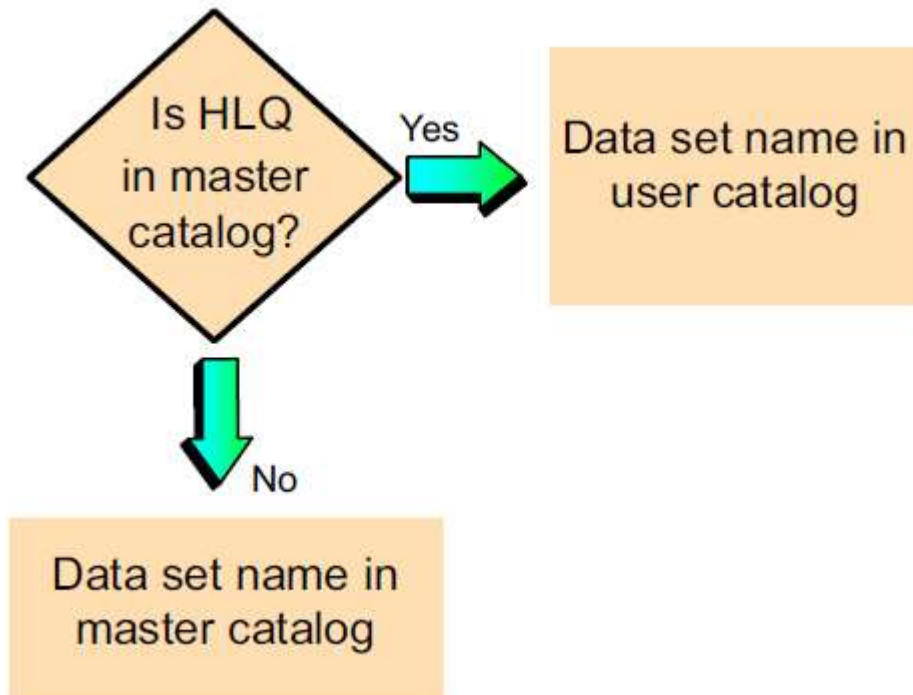 Is HLQ
in master
catalog?
Yes
Data set name in
user catalog
No
Data set name in
master catalog